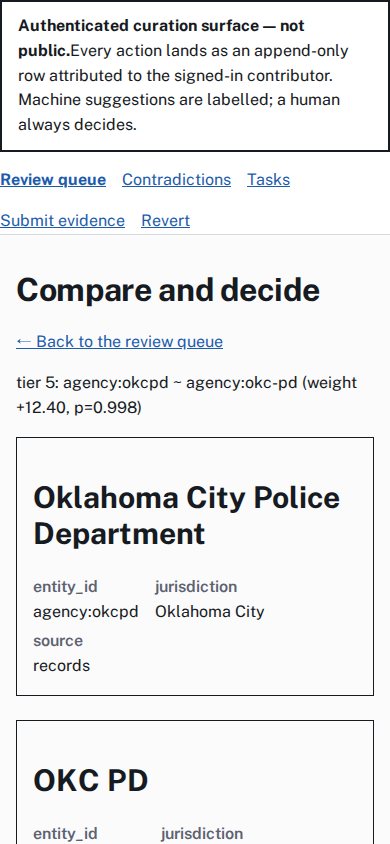 Authenticated curation surface — not
public.Every action lands as an append-only
row attributed to the signed-in contributor.
Machine suggestions are labelled; a human
always decides.
Review queue Contradictions Tasks
Submit evidence Revert
Compare and decide
← Back to the review queue
tier 5: agency:okcpd ~ agency:okc-pd (weight
+12.40, p=0.998)
Oklahoma City Police
Department
entity_id jurisdiction
agency:okcpd Oklahoma City
source
records
OKC PD
entity_id jurisdiction